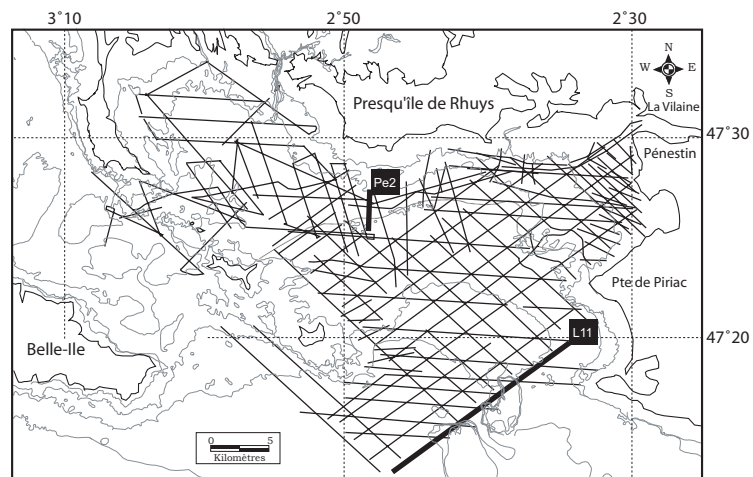 3˚10 2˚50 2˚30
N
W E
S
Presqu'île de Rhuys
La Vilaine
47˚30
Pénestin
Pe2
Pte de Piriac
L11
47˚20
Belle-Ile
0 5
Kilomètres